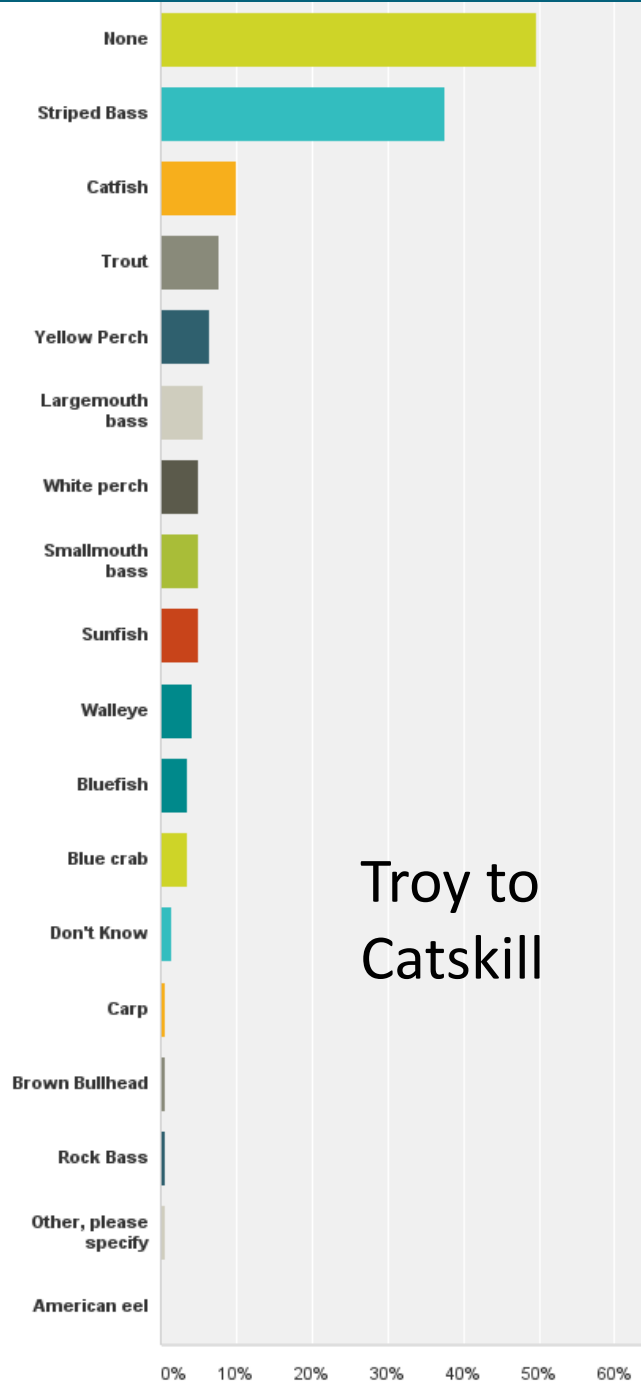 None
Striped Bass
Catfish
Trout
Yellow Perch
Largemouth
bass
White perch
Smallmouth
bass
Sunfish
Walleye
Bluefish
Blue crab
Troy to
Catskill
Don't Know
Carp
Brown Bullhead
Rock Bass
Other, please
specify
American eel
0% 10% 20% 30% 40% 50% 60%